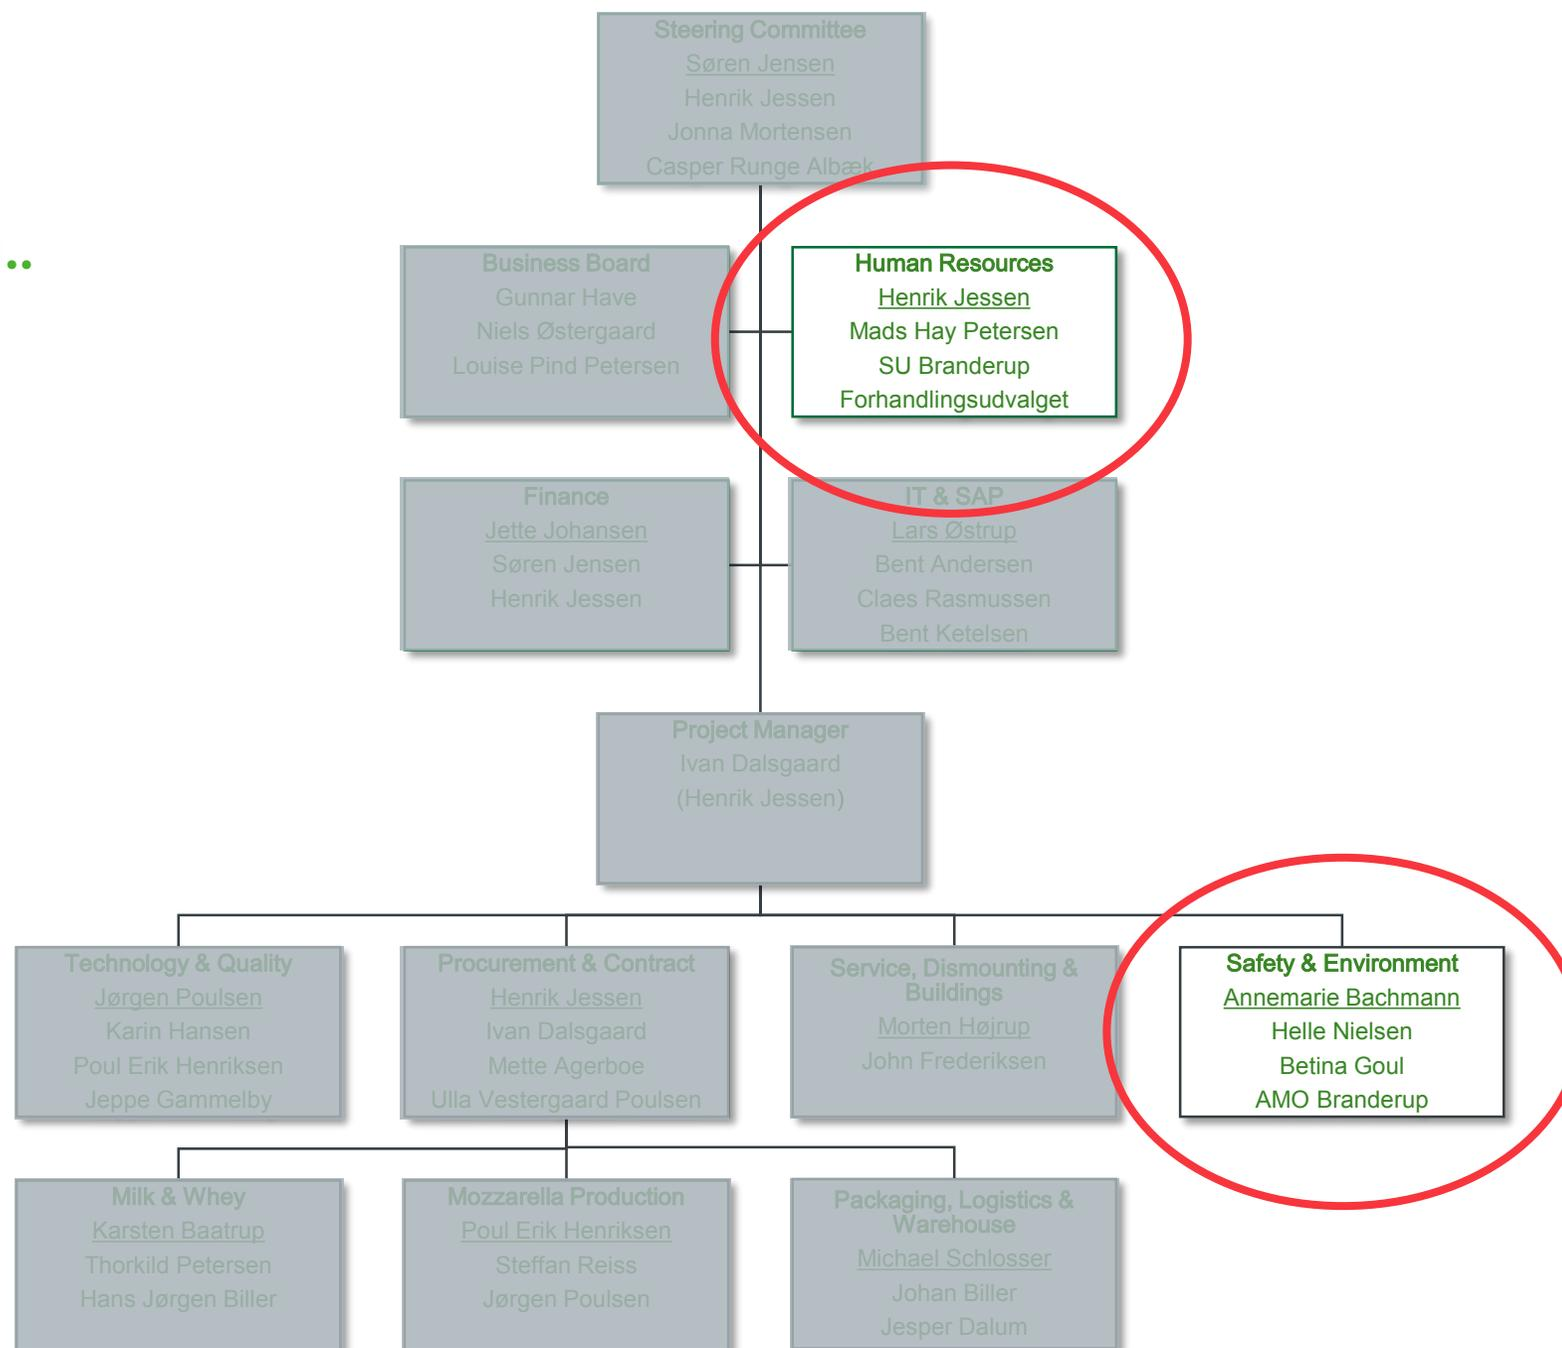 Steering Committee
Søren Jensen
Henrik Jessen
Jonna Mortensen
Casper Runge Albæk
..
Business Board
Gunnar Have
Niels Østergaard
Louise Pind Petersen
Human Resources
Henrik Jessen
Mads Hay Petersen
SU Branderup
Forhandlingsudvalget
Finance
Jette Johansen
Søren Jensen
Henrik Jessen
IT & SAP
Lars Østrup
Bent Andersen
Claes Rasmussen
Bent Ketelsen
Project Manager
Ivan Dalsgaard
(Henrik Jessen)
Technology & Quality
Jørgen Poulsen
Karin Hansen
Poul Erik Henriksen
Jeppe Gammelby
Procurement & Contract
Henrik Jessen
Ivan Dalsgaard
Mette Agerboe
Ulla Vestergaard Poulsen
Service, Dismounting &
Buildings
Morten Højrup
John Frederiksen
Safety & Environment
Annemarie Bachmann
Helle Nielsen
Betina Goul
AMO Branderup
Milk & Whey
Karsten Baatrup
Thorkild Petersen
Hans Jørgen Biller
Mozzarella Production
Poul Erik Henriksen
Steffan Reiss
Jørgen Poulsen
Packaging, Logistics &
Warehouse
Michael Schlosser
Johan Biller
Jesper Dalum